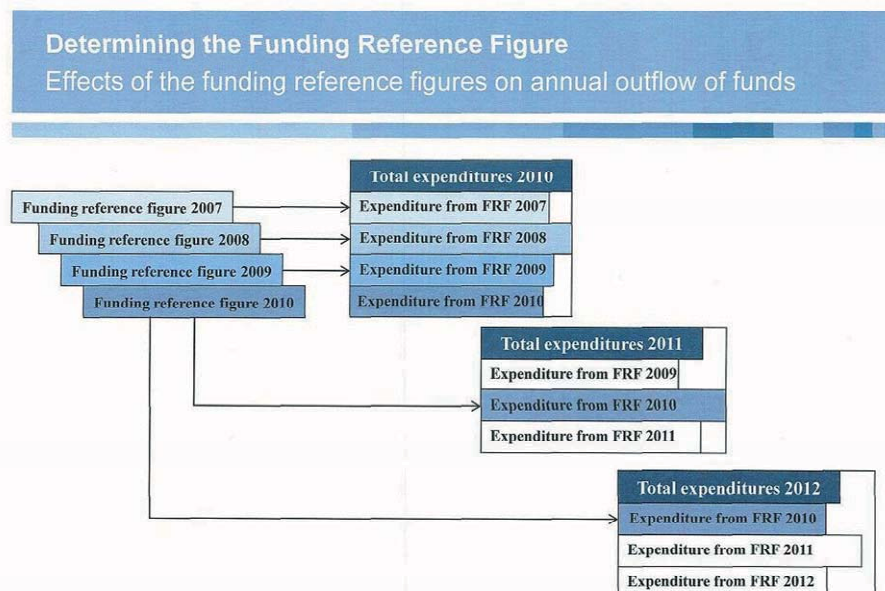 Determining the Funding Reference Figure
Effects of the funding reference figures on annual outflow of funds
Total expenditures 2010
Funding reference figure 2007
Expenditure from FRF 2007
Funding reference figure 2008
Expenditure from FRF 2008
Funding reference figure 2009
Expenditure from FRF 2009
Funding reference figure 2010
Expenditure from FRF 2010
Total expenditures 2011
Expenditure from FRF 2009
Expenditure from FRF 2010
Expenditure from FRF 2011
Total expenditures 2012
Expenditure from FRF 2010
Expenditure from FRF 2011
Expenditure from FRF 2012